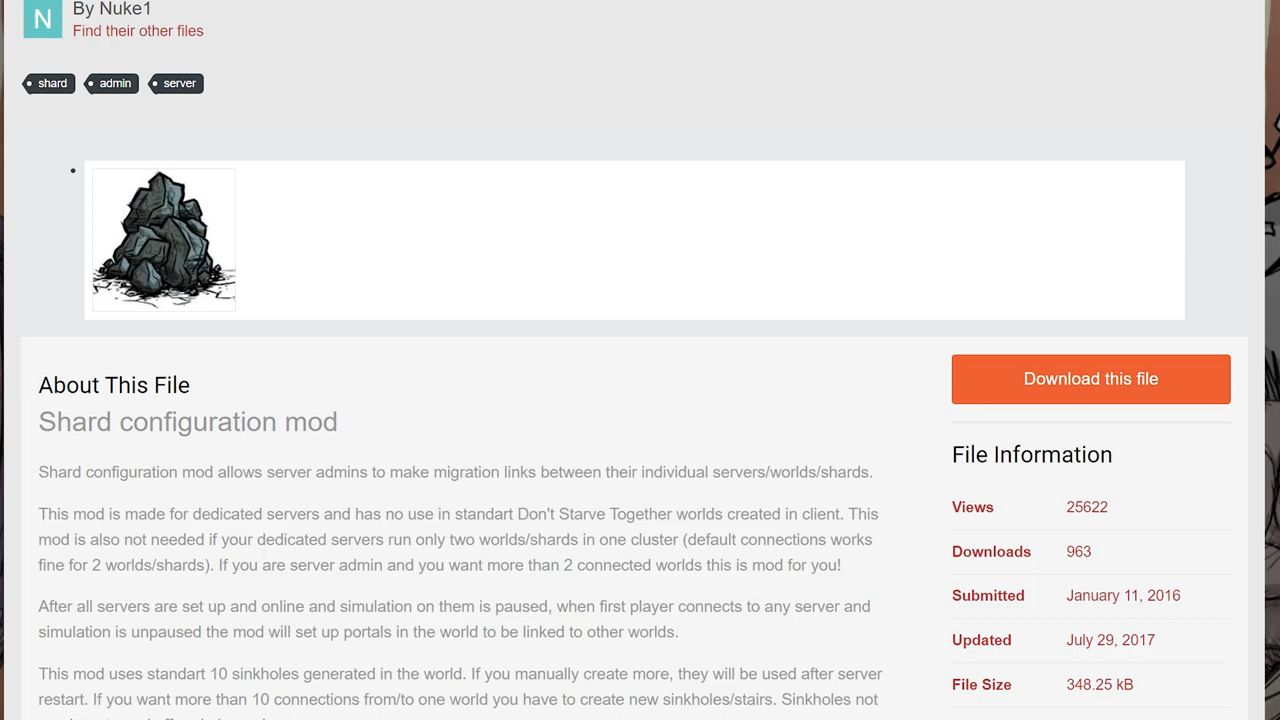 N
By Nuke1
Find their other files
shard admin server
About This File
Shard configuration mod
Shard configuration mod allows server admins to make migration links between their individual servers/worlds/shards.
This mod is made for dedicated servers and has no use in standart Don't Starve Together worlds created in client. This
mod is also not needed if your dedicated servers run only two worlds/shards in one cluster (default connections works
fine for 2 worlds/shards). If you are server admin and you want more than 2 connected worlds this is mod for you!
After all servers are set up and online and simulation on them is paused, when first player connects to any server and
simulation is unpaused the mod will set up portals in the world to be linked to other worlds.
This mod uses standart 10 sinkholes generated in the world. If you manually create more, they will be used after server
restart. If you want more than 10 connections from/to one world you have to create new sinkholes/stairs. Sinkholes not
Download this file
File Information
Views 25622
Downloads 963
Submitted January 11, 2016
Updated July 29, 2017
File Size 348.25 kB